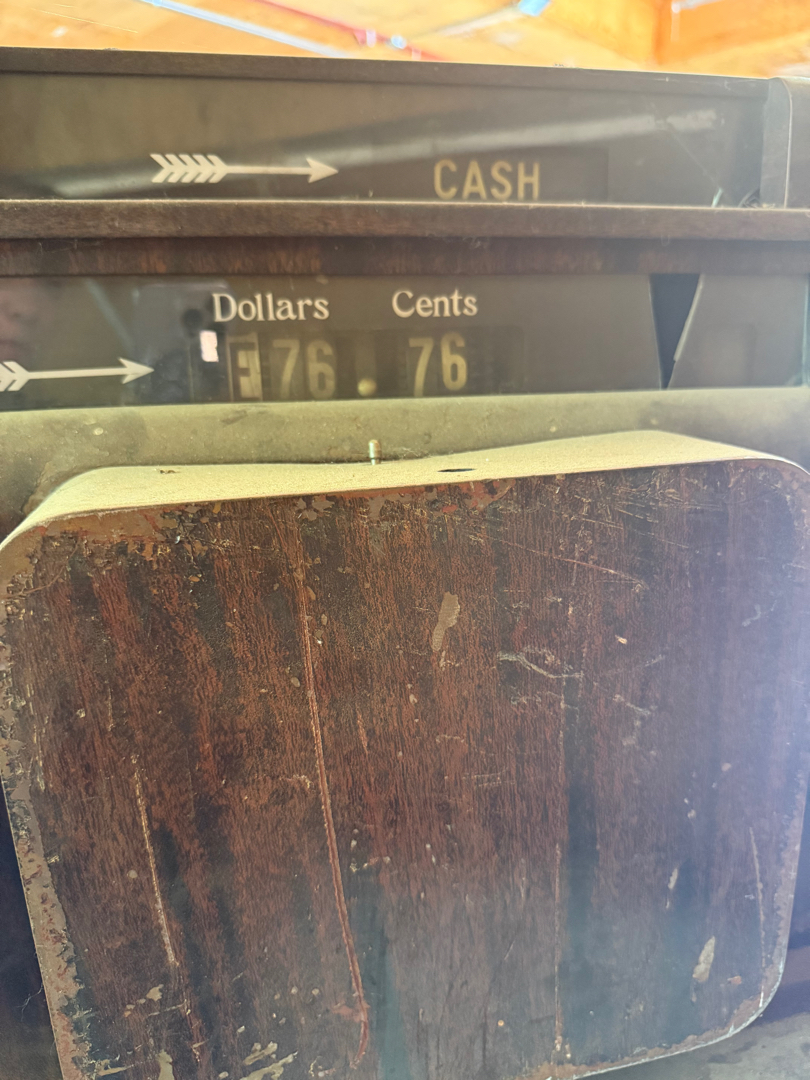 CASH
Dollars Cents
76 . 76